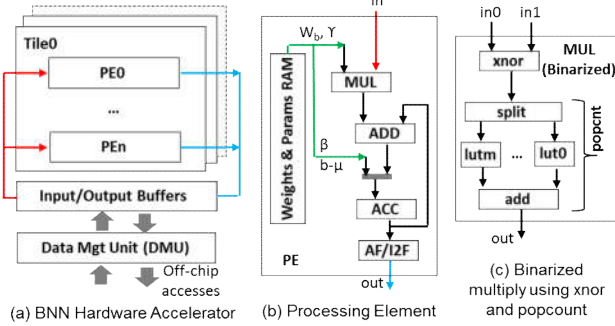 Tile0
PE0
...
PEn
Input/Output Buffers
Data Mgt Unit (DMU)
Off-chip
accesses
(a) BNN Hardware Accelerator
in
W_b, ϒ
Weights & Params RAM
MUL
ADD
β
b-μ
ACC
AF/I2F
PE
out
(b) Processing Element
in0 in1
xnor
MUL
(Binarized)
split
popcnt
lutm ... lut0
add
out
(c) Binarized
multiply using xnor
and popcount